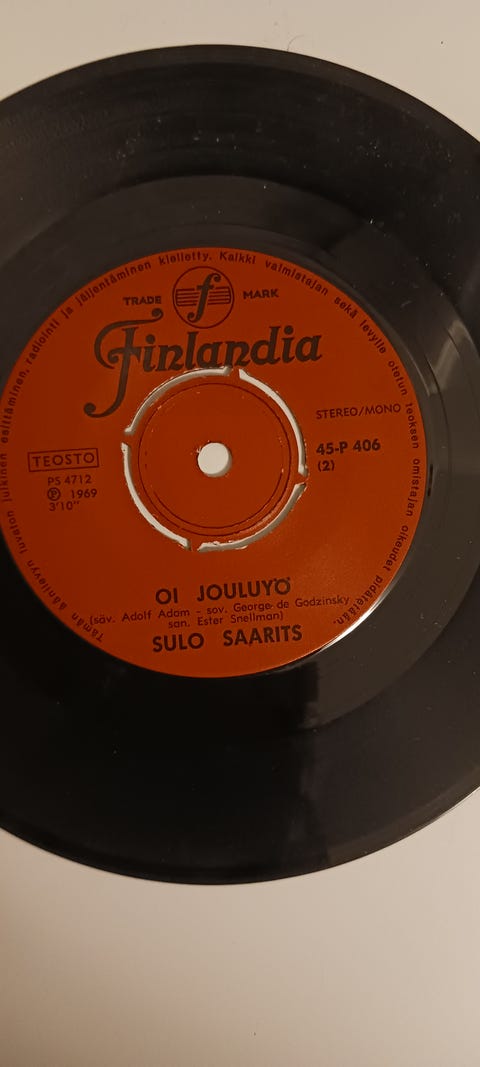 Tämän äänilevyn luvaton julkinen esittäminen, radiointi ja jäljentäminen kielletty. Kaikki valmistajan sekä levylle otetun teoksen omistajan oikeudet pidätetään.
TRADE f MARK
Finlandia
STEREO/MONO
45-P 406
(2)
TEOSTO
PS 4712
Ⓟ 1969
3'10"
OI JOULUYÖ
(säv. Adolf Adam - sov. George de Godzinsky
san. Ester Snellman)
SULO SAARITS